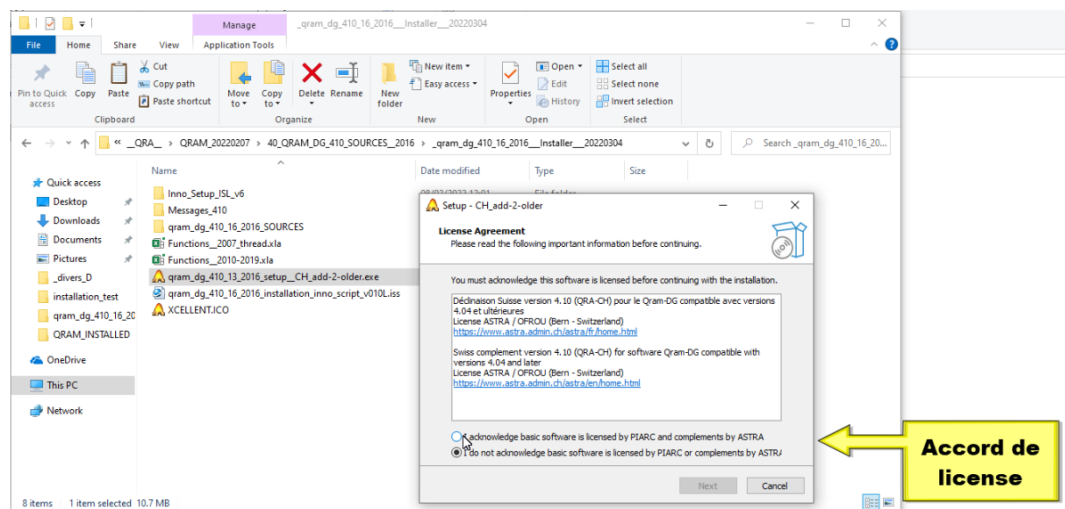 Manage
_qram_dg_410_16_2016__Installer__20220304
File Home Share View Application Tools
Pin to Quick access
Copy
Paste
Cut
Copy path
Paste shortcut
Clipboard
Move to
Copy to
Delete
Rename
Organize
New folder
New item
Easy access
New
Properties
Open
Edit
History
Open
Select all
Select none
Invert selection
Select
« __QRA__ > QRAM_20220207 > 40_QRAM_DG_410_SOURCES__2016 > _qram_dg_410_16_2016__Installer__20220304
Search _qram_dg_410_16_20...
Quick access
Desktop
Downloads
Documents
Pictures
_divers_D
installation_test
qram_dg_410_16_20
QRAM_INSTALLED
OneDrive
This PC
Network
Name Date modified Type Size
Inno_Setup_ISL_v6 08/02/2022 12:01 File folder
Messages_410
qram_dg_410_16_2016_SOURCES
Functions__2007_thread.xla
Functions__2010-2019.xla
qram_dg_410_13_2016_setup__CH_add-2-older.exe
qram_dg_410_16_2016_installation_inno_script_v010L.iss
XCELLENT.ICO
Setup - CH_add-2-older
License Agreement
Please read the following important information before continuing.
You must acknowledge this software is licensed before continuing with the installation.
Déclinaison Suisse version 4.10 (QRA-CH) pour le Qram-DG compatible avec versions
4.04 et ultérieures
License ASTRA / OFROU (Bern - Switzerland)
https://www.astra.admin.ch/astra/fr/home.html
Swiss complement version 4.10 (QRA-CH) for software Qram-DG compatible with
versions 4.04 and later
License ASTRA / OFROU (Bern - Switzerland)
https://www.astra.admin.ch/astra/en/home.html
I acknowledge basic software is licensed by PIARC and complements by ASTRA
I do not acknowledge basic software is licensed by PIARC or complements by ASTRA
Next Cancel
Accord de
license
8 items 1 item selected 10.7 MB